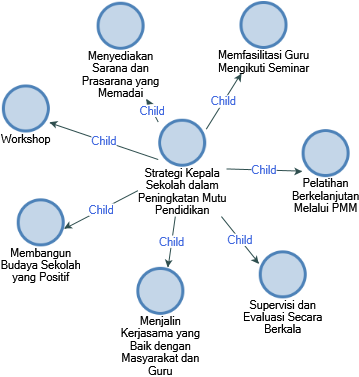 Menyediakan
Sarana dan
Prasarana yang
Memadai
Memfasilitasi Guru
Mengikuti Seminar
Child
Child
Workshop
Child
Strategi Kepala
Sekolah dalam
Peningkatan Mutu
Pendidikan
Child
Pelatihan
Berkelanjutan
Melalui PMM
Child
Membangun
Budaya Sekolah
yang Positif
Child
Menjalin
Kerjasama yang
Baik dengan
Masyarakat dan
Guru
Child
Supervisi dan
Evaluasi Secara
Berkala